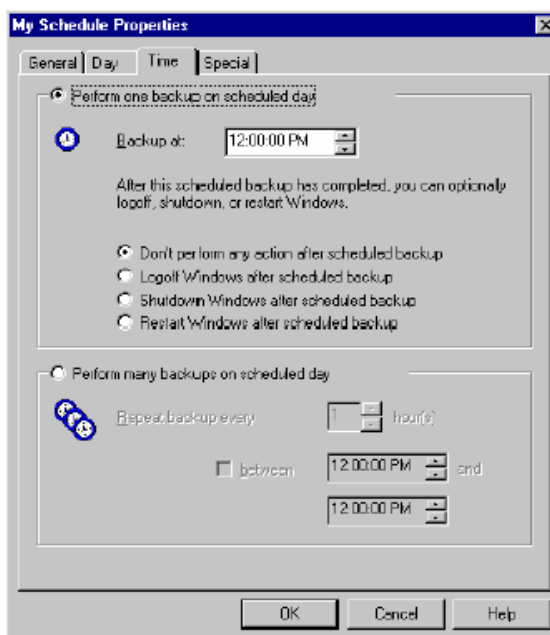 My Schedule Properties
General Day Time Special
Perform one backup on scheduled day
Backup at: 12:00:00 PM
After this scheduled backup has completed, you can optionally
logoff, shutdown, or restart Windows.
Don't perform any action after scheduled backup
Logoff Windows after scheduled backup
Shutdown Windows after scheduled backup
Restart Windows after scheduled backup
Perform many backups on scheduled day
Repeat backup every 1 hour(s)
between 12:00:00 PM and
12:00:00 PM
OK Cancel Help